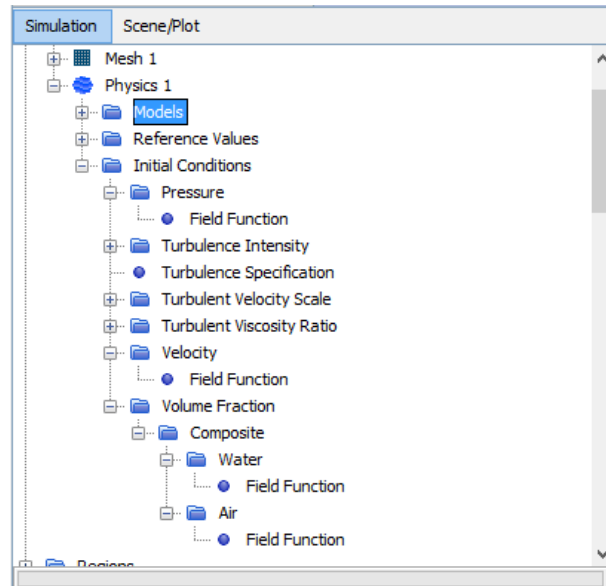 Simulation Scene/Plot
Mesh 1
Physics 1
Models
Reference Values
Initial Conditions
Pressure
Field Function
Turbulence Intensity
Turbulence Specification
Turbulent Velocity Scale
Turbulent Viscosity Ratio
Velocity
Field Function
Volume Fraction
Composite
Water
Field Function
Air
Field Function
Regions